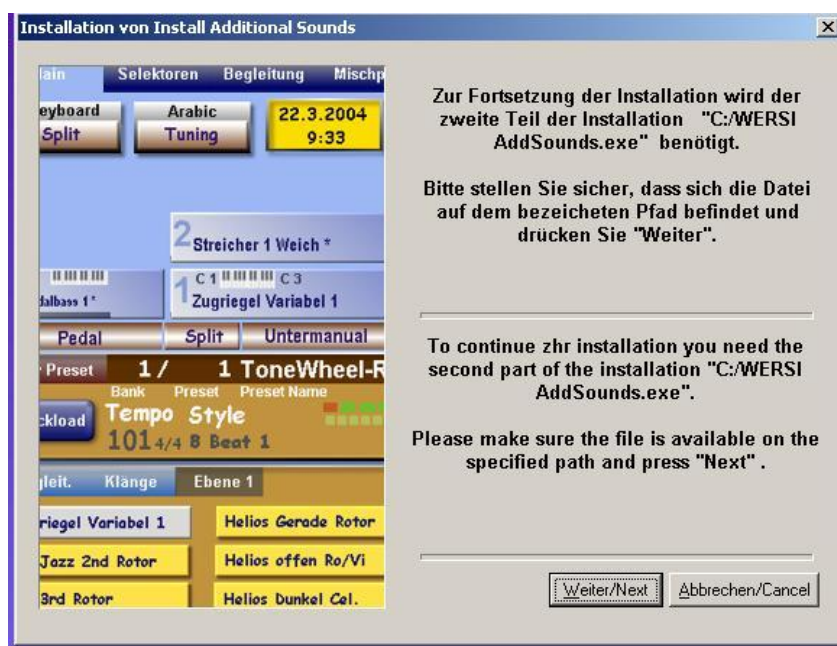 Installation von Install Additional Sounds
Main Selektoren Begleitung Mischp
eyboard
Split
Arabic
Tuning
22.3.2004
9:33
2 Streicher 1 Weich *
dalbass 1*
1 C 1 C 3
Zugriegel Variabel 1
Pedal Split Untermanual
Preset 1/ 1 ToneWheel-R
Bank Preset Preset Name
ckload Tempo Style
101 4/4 8 Beat 1
gleit. Klänge Ebene 1
riegel Variabel 1 Helios Gerade Rotor
Jazz 2nd Rotor Helios offen Ro/Vi
3rd Rotor Helios Dunkel Cel.
Zur Fortsetzung der Installation wird der
zweite Teil der Installation "C:/WERSI
AddSounds.exe" benötigt.
Bitte stellen Sie sicher, dass sich die Datei
auf dem bezeicheten Pfad befindet und
drücken Sie "Weiter".
To continue zhr installation you need the
second part of the installation "C:/WERSI
AddSounds.exe".
Please make sure the file is available on the
specified path and press "Next" .
Weiter/Next Abbrechen/Cancel